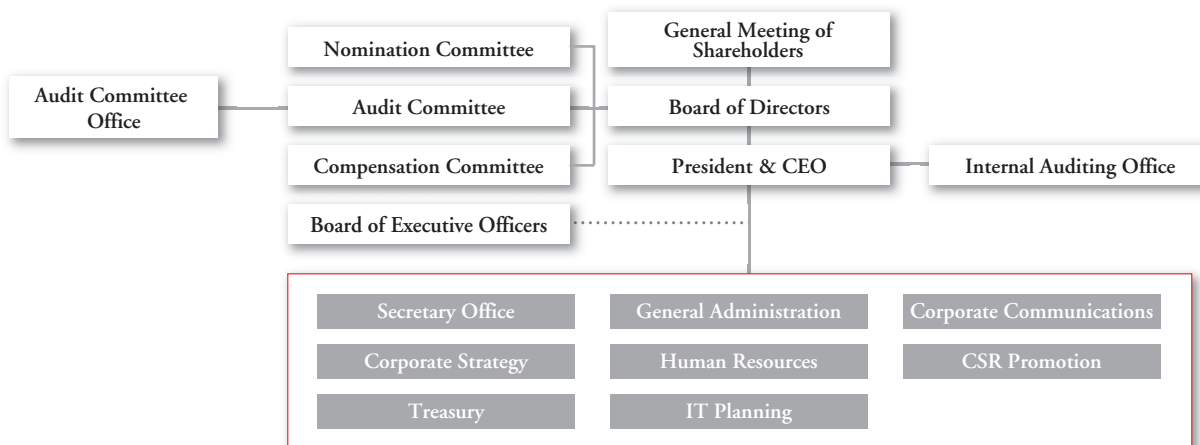 Nomination Committee
General Meeting of
Shareholders
Audit Committee
Office
Audit Committee
Board of Directors
Compensation Committee
President & CEO
Internal Auditing Office
Board of Executive Officers
Secretary Office
General Administration
Corporate Communications
Corporate Strategy
Human Resources
CSR Promotion
Treasury
IT Planning